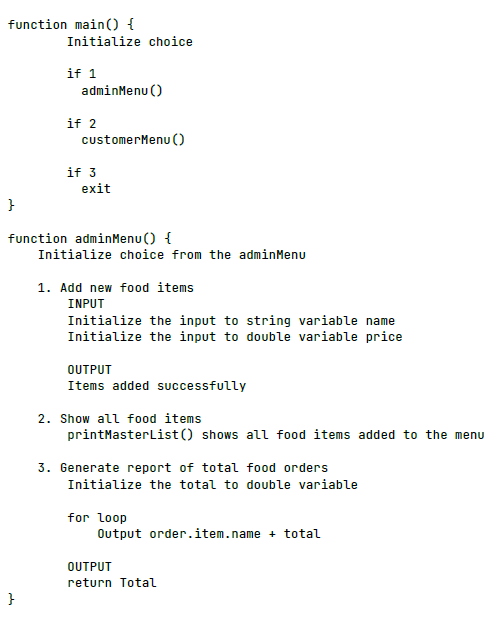 function main() {
Initialize choice
if 1
adminMenu()
if 2
customerMenu()
if 3
exit
}
function adminMenu() {
Initialize choice from the adminMenu
1. Add new food items
INPUT
Initialize the input to string variable name
Initialize the input to double variable price
OUTPUT
Items added successfully
2. Show all food items
printMasterList() shows all food items added to the menu
3. Generate report of total food orders
Initialize the total to double variable
for loop
Output order.item.name + total
OUTPUT
return Total
}